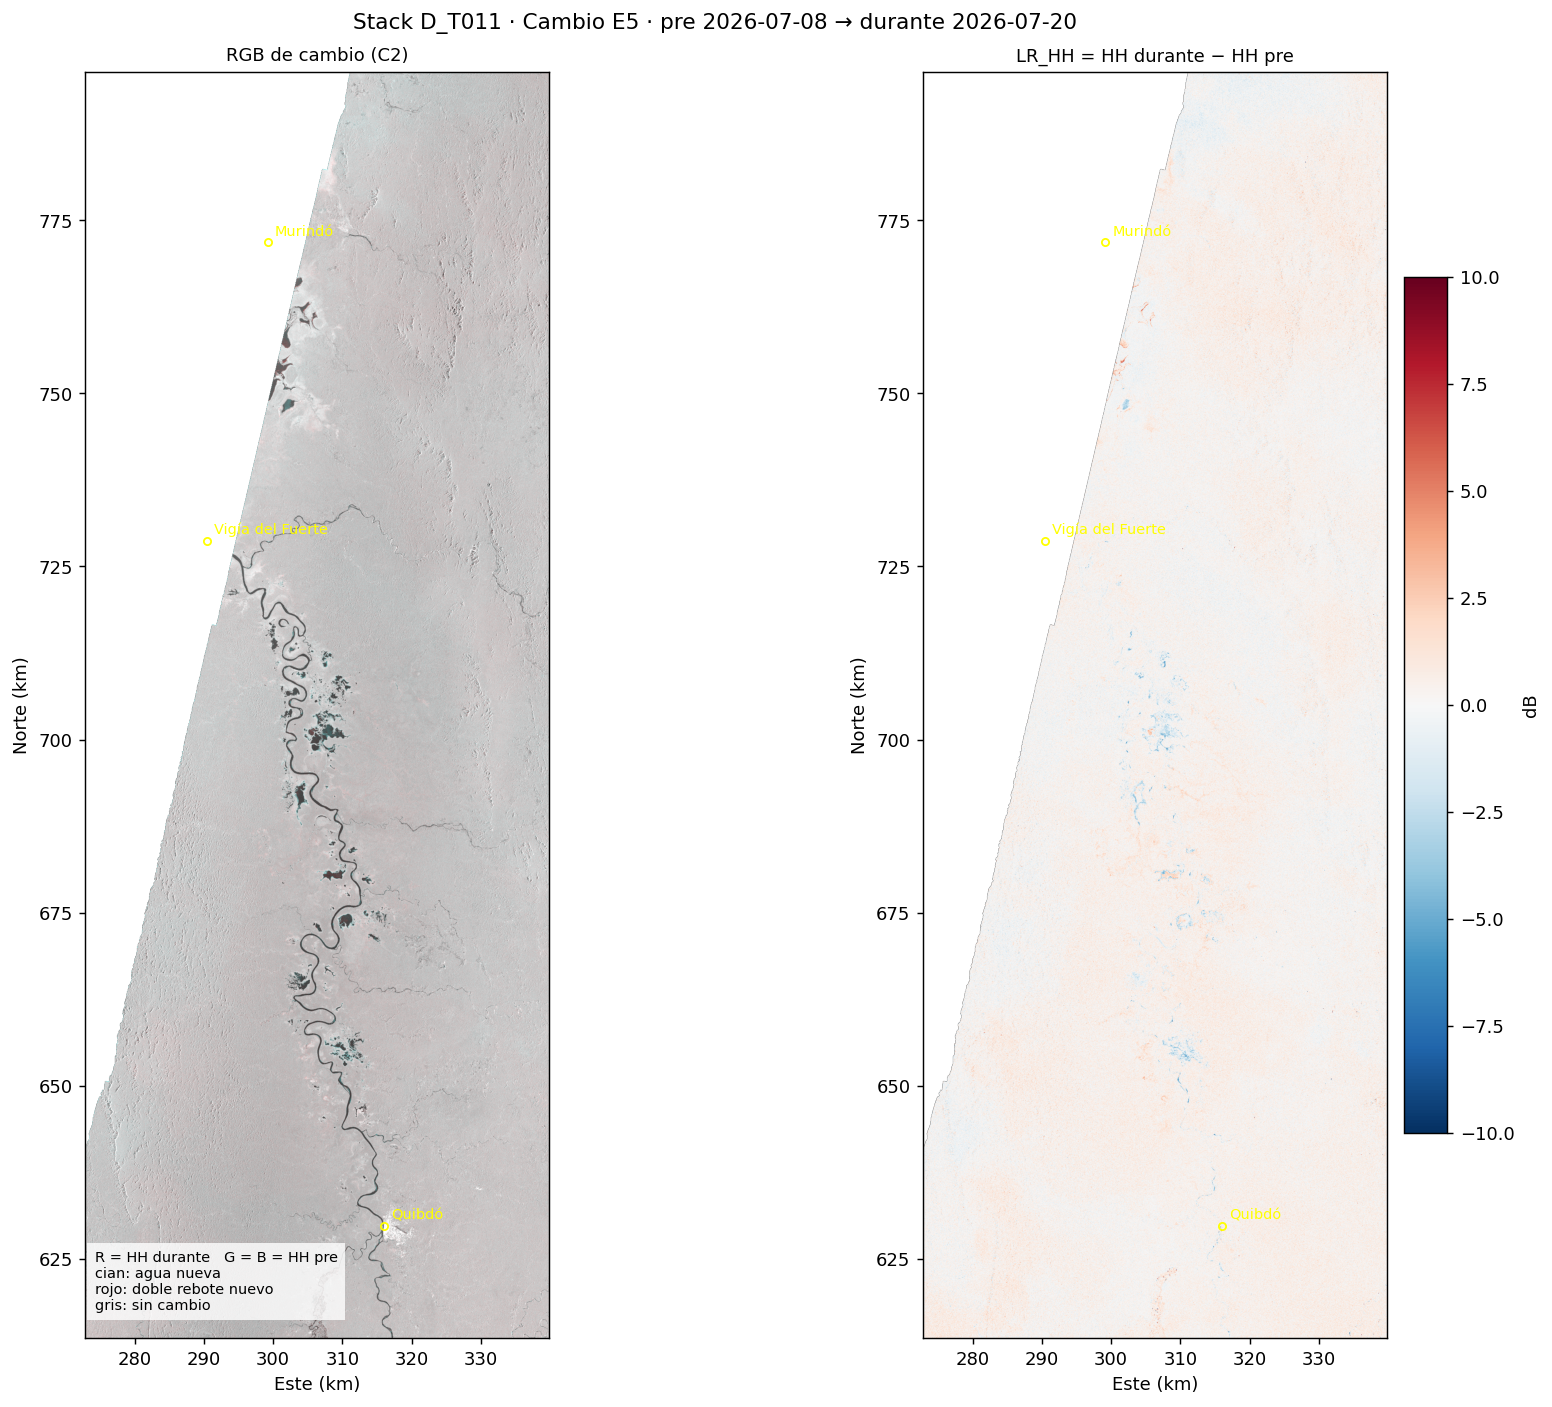 Stack D_T011 · Cambio E5 · pre 2026-07-08 → durante 2026-07-20
RGB de cambio (C2)
LR_HH = HH durante − HH pre
Norte (km)
775
750
725
700
675
650
625
Murindó
Vigía del Fuerte
Quibdó
R = HH durante   G = B = HH pre
cian: agua nueva
rojo: doble rebote nuevo
gris: sin cambio
280 290 300 310 320 330
Este (km)
Norte (km)
775
750
725
700
675
650
625
Murindó
Vigía del Fuerte
Quibdó
280 290 300 310 320 330
Este (km)
10.0
7.5
5.0
2.5
0.0
−2.5
−5.0
−7.5
−10.0
dB